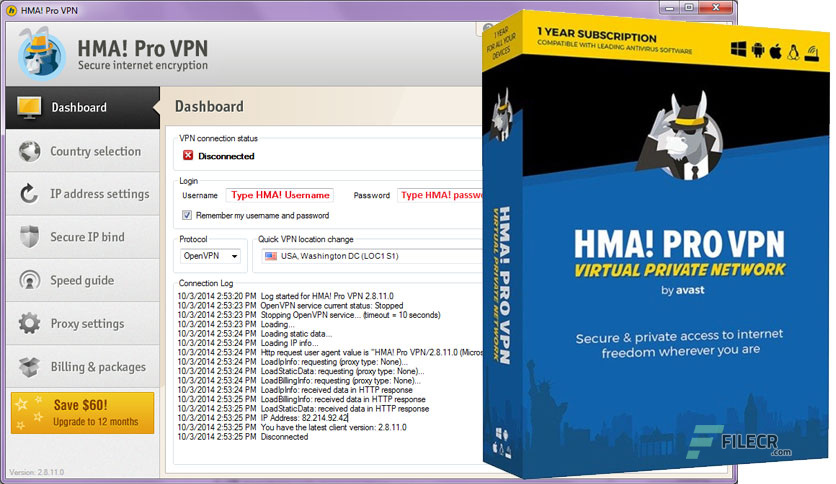 HMA! Pro VPN
HMA! Pro VPN
Secure internet encryption
Dashboard
Country selection
IP address settings
Secure IP bind
Speed guide
Proxy settings
Billing & packages
Save $60!
Upgrade to 12 months
Version: 2.8.11.0
Dashboard
VPN connection status
Disconnected
Login
Username Type HMA! Username Password Type HMA! passwo
Remember my username and password
Protocol
OpenVPN
Quick VPN location change
USA, Washington DC (LOC1 S1)
Connection Log
10/3/2014 2:53:20 PM Log started for HMA! Pro VPN 2.8.11.0
10/3/2014 2:53:23 PM OpenVPN service current status: Stopped
10/3/2014 2:53:23 PM Stopping OpenVPN service... (timeout = 10 seconds)
10/3/2014 2:53:23 PM Loading...
10/3/2014 2:53:24 PM Loading static data...
10/3/2014 2:53:24 PM Loading IP info...
10/3/2014 2:53:24 PM Http request user agent value is "HMA! Pro VPN/2.8.11.0 (Micros
10/3/2014 2:53:24 PM LoadIpInfo: requesting (proxy type: None)...
10/3/2014 2:53:24 PM LoadStaticData: requesting (proxy type: None)...
10/3/2014 2:53:24 PM LoadBillingInfo: requesting (proxy type: None)...
10/3/2014 2:53:24 PM LoadIpInfo: received data in HTTP response
10/3/2014 2:53:25 PM LoadBillingInfo: received data in HTTP response
10/3/2014 2:53:25 PM LoadStaticData: received data in HTTP response
10/3/2014 2:53:25 PM IP Address: 82.214.92.42
10/3/2014 2:53:25 PM You have the latest client version: 2.8.11.0
10/3/2014 2:53:25 PM Disconnected
1 YEAR
FOR ALL YOUR
DEVICES
HMA! PRO VPN
VIRTUAL PRIVATE NETWORK
1 YEAR SUBSCRIPTION
COMPATIBLE WITH LEADING ANTIVIRUS SOFTWARE
HMA! PRO VPN
VIRTUAL PRIVATE NETWORK
by avast
Secure & private access to internet
freedom wherever you are
FILECR
.com